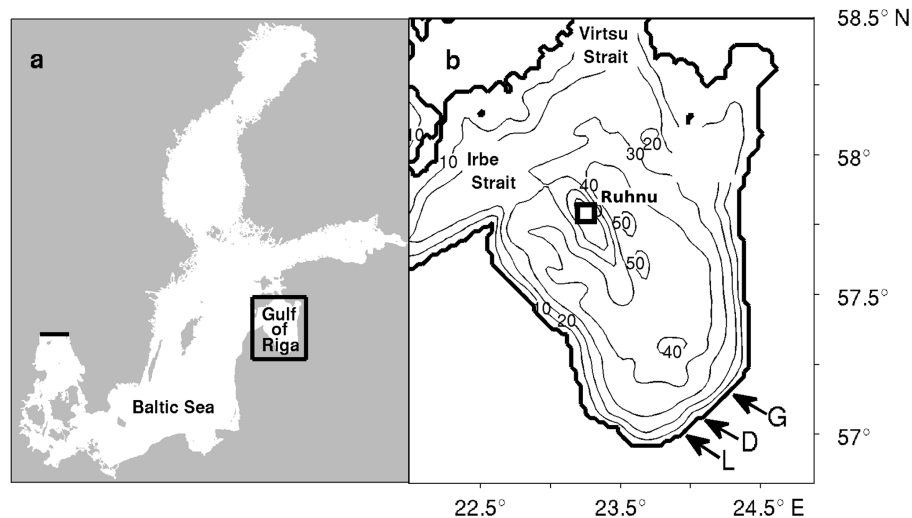 a
Gulf
of
Riga
Baltic Sea
b
Virtsu
Strait
10
10
Irbe
Strait
20
30
40
Ruhnu
50
50
10
20
40
G
D
L
58.5° N
58°
57.5°
57°
22.5°
23.5°
24.5° E